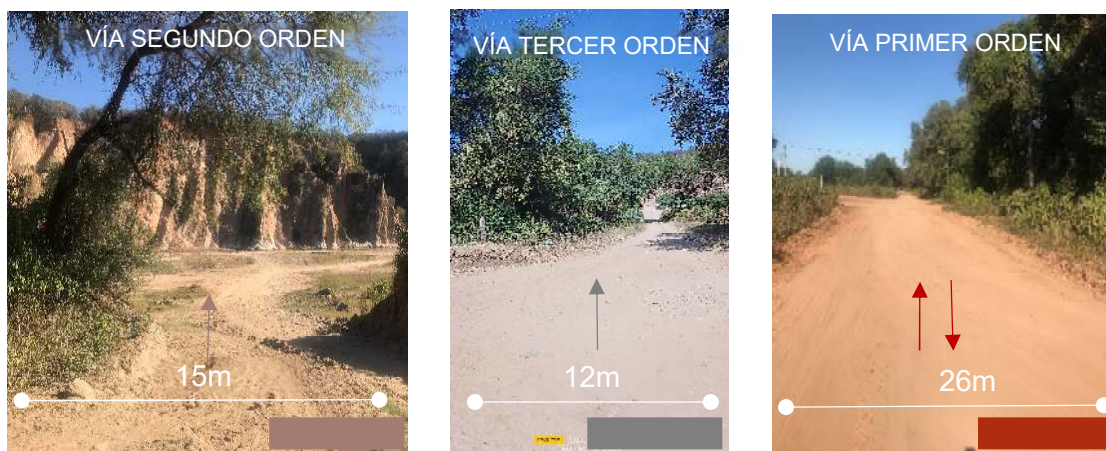 VÍA SEGUNDO ORDEN
15m
VÍA TERCER ORDEN
12m
VÍA PRIMER ORDEN
26m